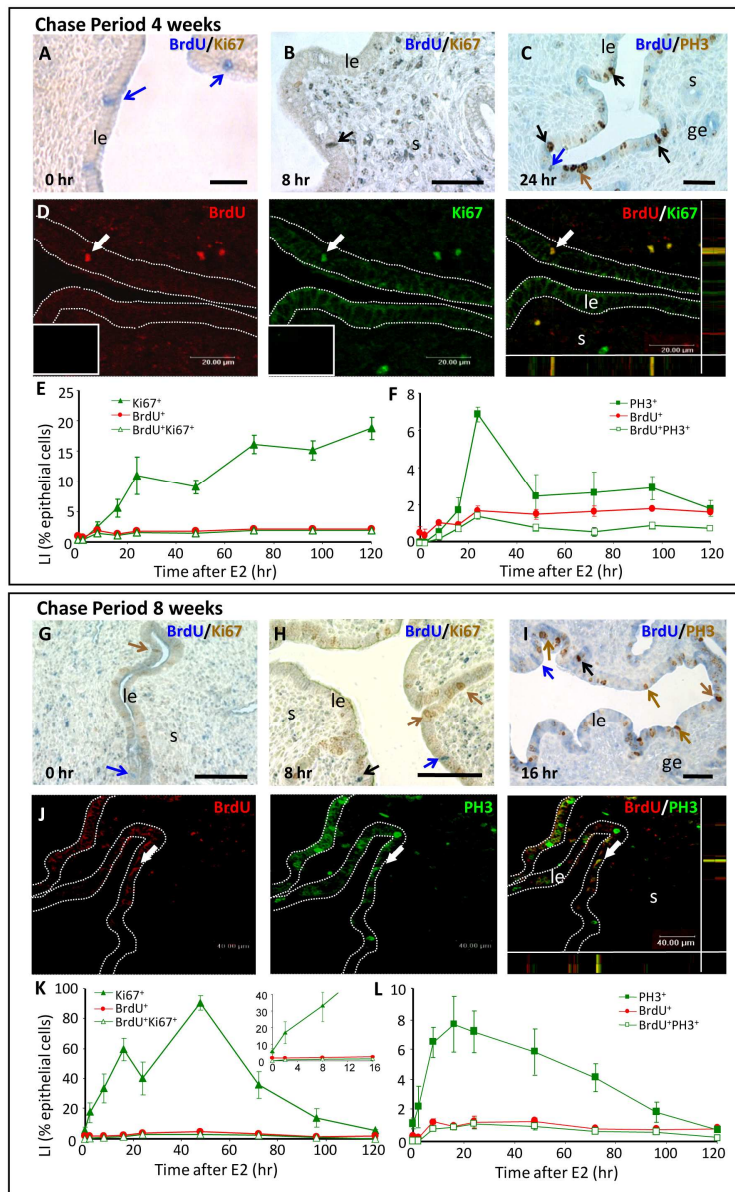 Chase Period 4 weeks
A
BrdU/Ki67
le
0 hr
B
BrdU/Ki67
le
s
8 hr
C
BrdU/PH3
le
s
ge
24 hr
D
BrdU
20.00 µm
Ki67
20.00 µm
BrdU/Ki67
le
s
20.00 µm
E
Ki67⁺
BrdU⁺
BrdU⁺Ki67⁺
LI (% epithelial cells)
25
20
15
10
5
0
0 20 40 60 80 100 120
Time after E2 (hr)
F
PH3⁺
BrdU⁺
BrdU⁺PH3⁺
8
6
4
2
0
0 20 40 60 80 100 120
Time after E2 (hr)
Chase Period 8 weeks
G
BrdU/Ki67
le
s
0 hr
H
BrdU/Ki67
s
le
8 hr
I
BrdU/PH3
le
ge
16 hr
J
BrdU
40.00 µm
PH3
40.00 µm
BrdU/PH3
le
s
40.00 µm
K
Ki67⁺
BrdU⁺
BrdU⁺Ki67⁺
LI (% epithelial cells)
100
80
60
40
20
0
0 20 40 60 80 100 120
Time after E2 (hr)
40
30
20
10
0
0 4 8 12 16
L
PH3⁺
BrdU⁺
BrdU⁺PH3⁺
10
8
6
4
2
0
0 20 40 60 80 100 120
Time after E2 (hr)